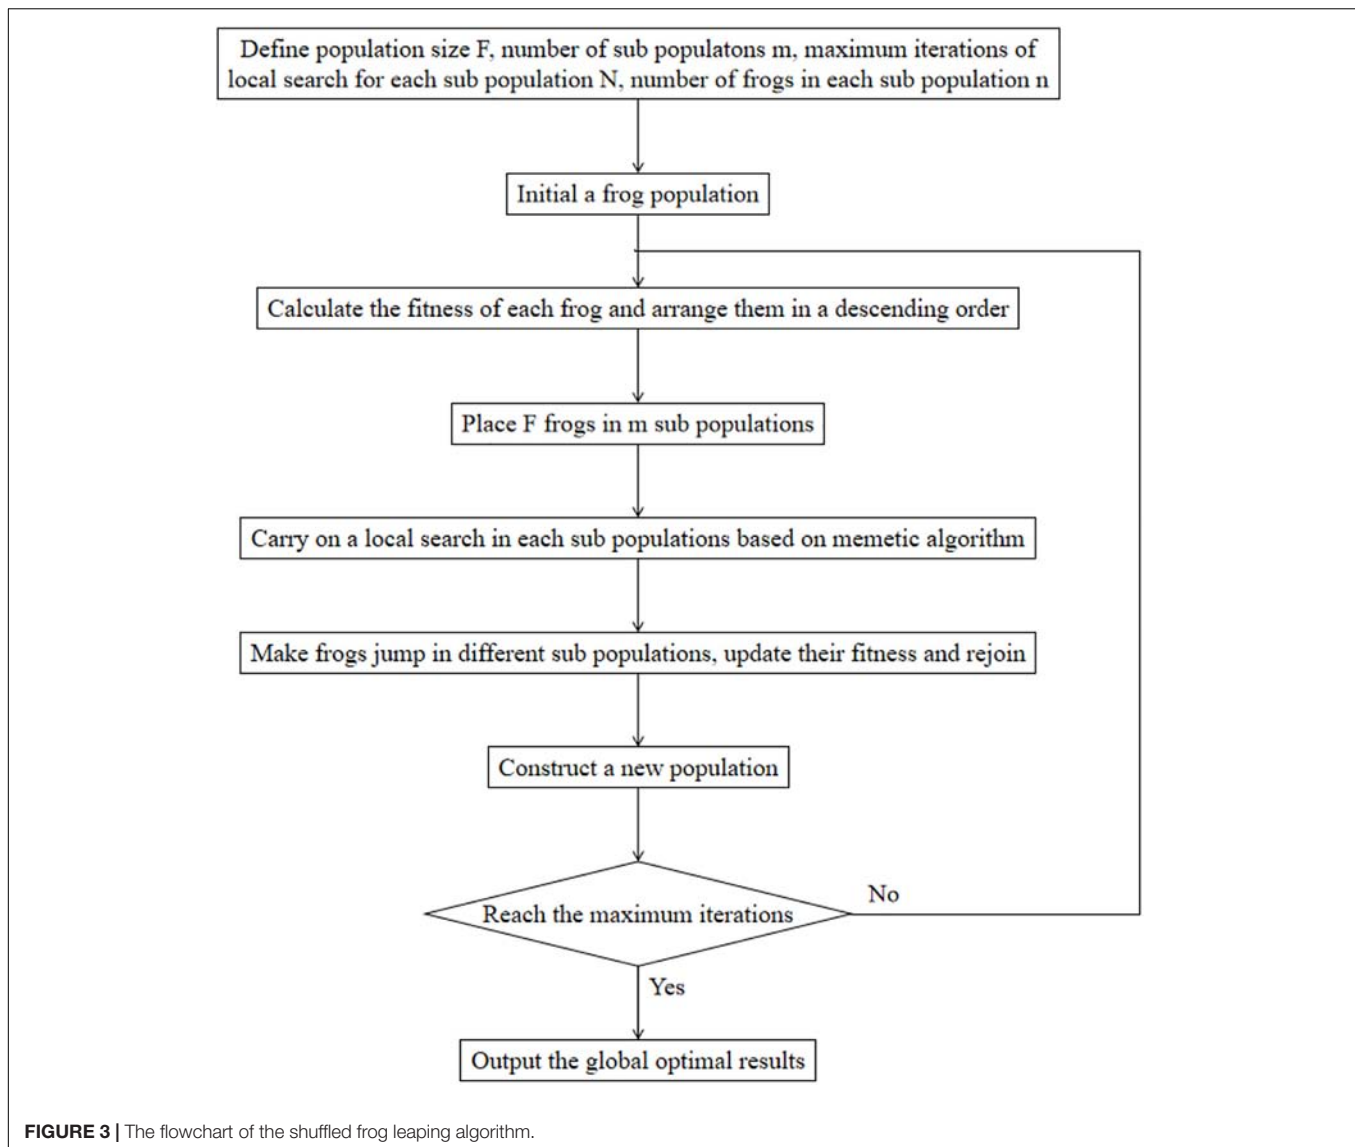 Define population size F, number of sub populatons m, maximum iterations of
local search for each sub population N, number of frogs in each sub population n
Initial a frog population
Calculate the fitness of each frog and arrange them in a descending order
Place F frogs in m sub populations
Carry on a local search in each sub populations based on memetic algorithm
Make frogs jump in different sub populations, update their fitness and rejoin
Construct a new population
Reach the maximum iterations
No
Yes
Output the global optimal results
FIGURE 3 | The flowchart of the shuffled frog leaping algorithm.